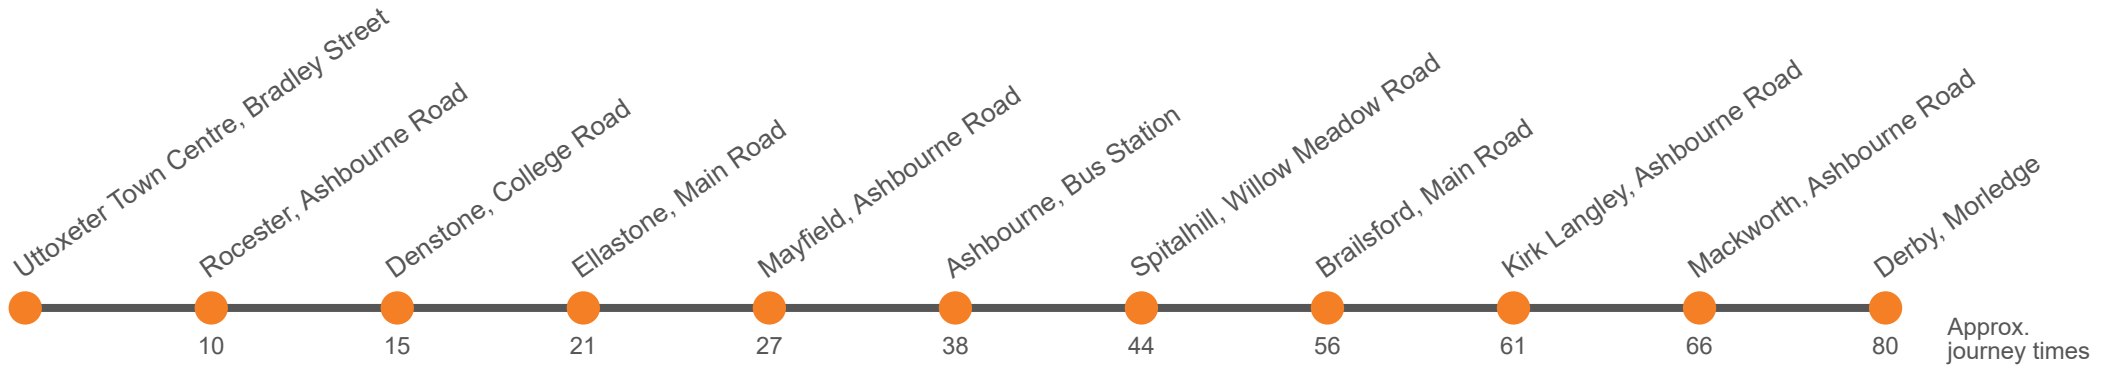 Uttoxeter Town Centre, Bradley Street
Rocester, Ashbourne Road
Denstone, College Road
Ellastone, Main Road
Mayfield, Ashbourne Road
Ashbourne, Bus Station
Spitalhill, Willow Meadow Road
Brailsford, Main Road
Kirk Langley, Ashbourne Road
Mackworth, Ashbourne Road
Derby, Morledge
10
15
21
27
38
44
56
61
66
80
Approx.
journey times